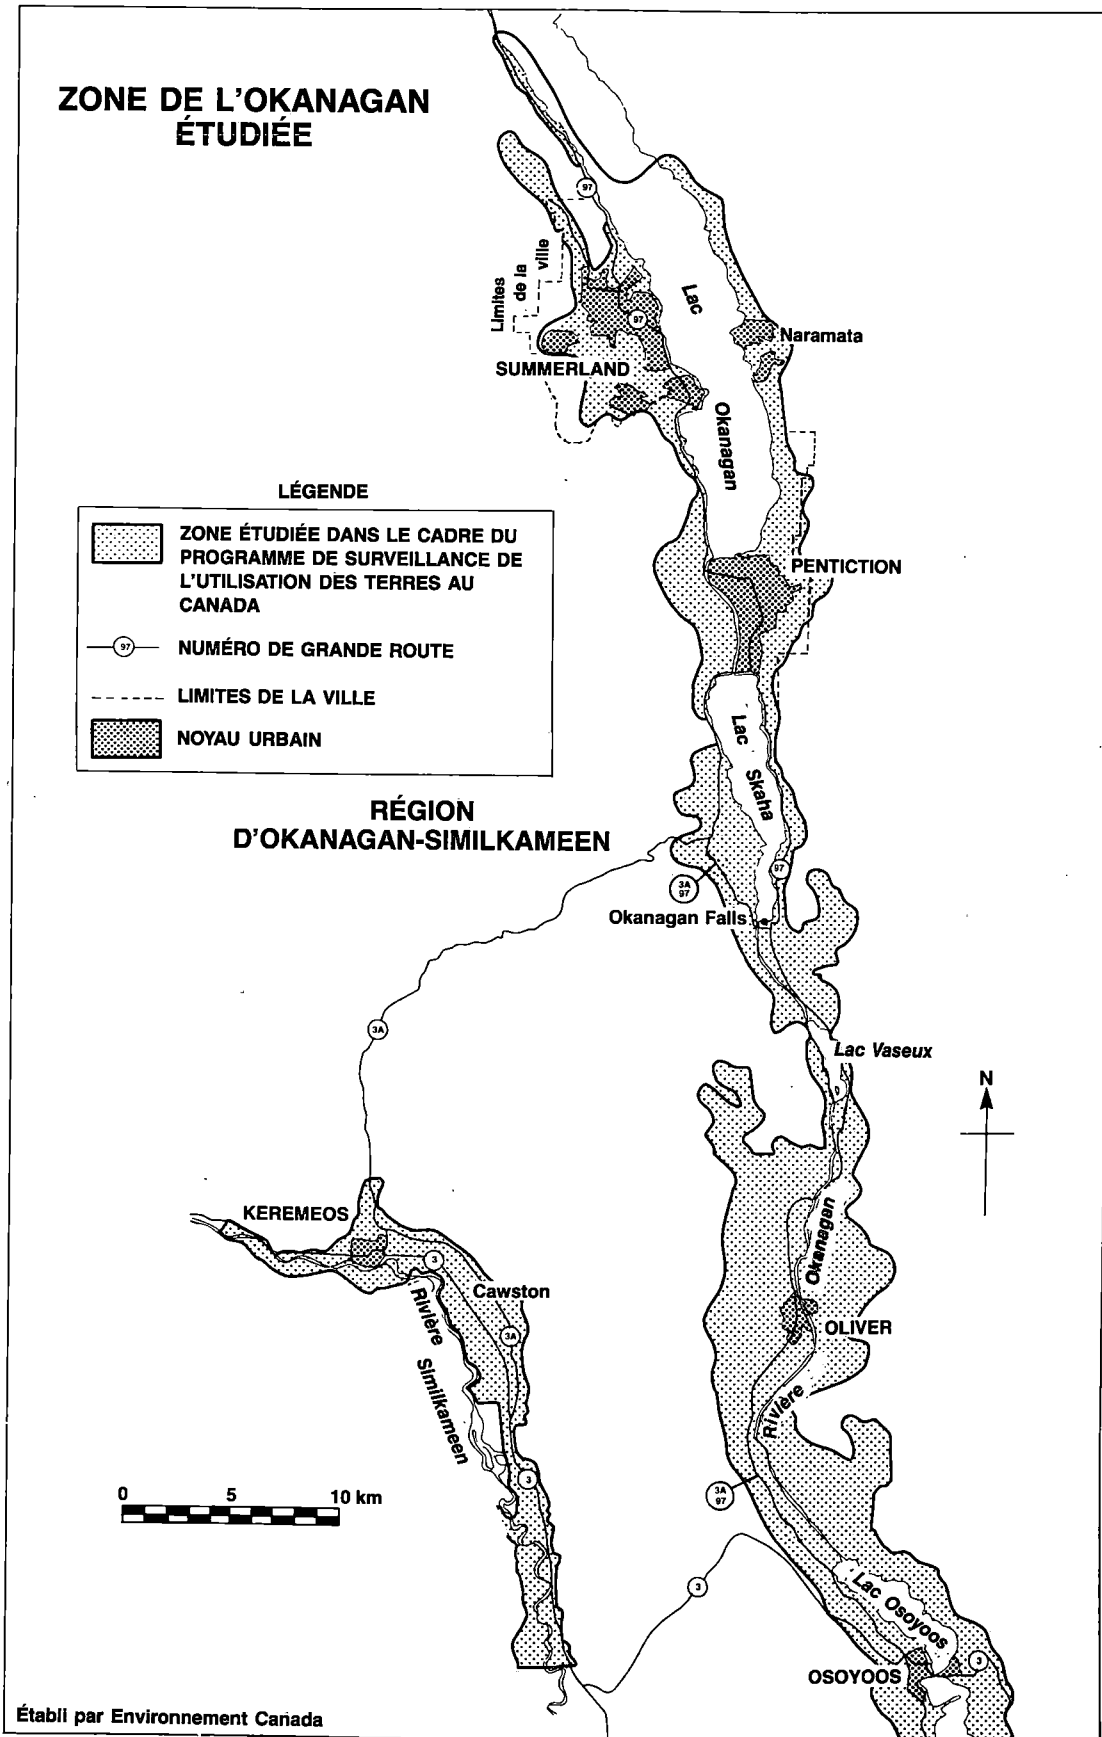 ZONE DE L'OKANAGAN
ÉTUDIÉE
97
Limites
de la
ville
97
Lac
Okanagan
Naramata
SUMMERLAND
LÉGENDE
ZONE ÉTUDIÉE DANS LE CADRE DU
PROGRAMME DE SURVEILLANCE DE
L'UTILISATION DES TERRES AU
CANADA
97
NUMÉRO DE GRANDE ROUTE
LIMITES DE LA VILLE
NOYAU URBAIN
PENTICTION
Lac
Skaha
RÉGION
D'OKANAGAN-SIMILKAMEEN
97
3A
97
Okanagan Falls
3A
Lac Vaseux
N
KEREMEOS
3
Cawston
3A
Rivière
Similkameen
3
Okanagan
OLIVER
Rivière
3A
97
0 5 10 km
3
Lac Osoyoos
3
OSOYOOS
Établi par Environnement Canada